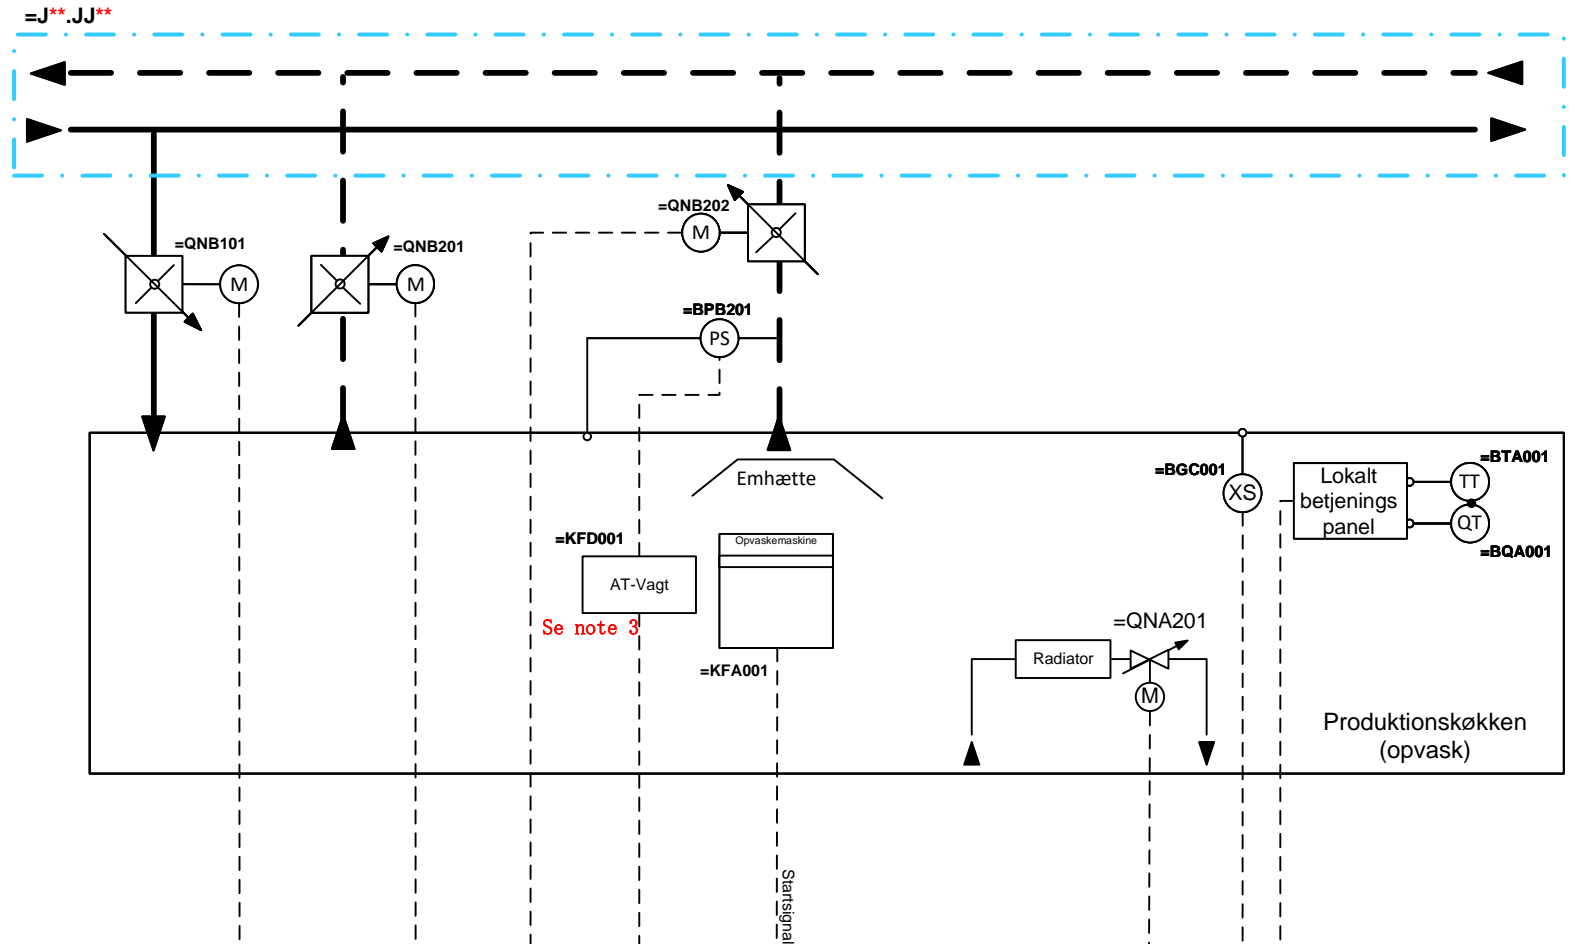 =J**.JJ**
=QNB202
M
=QNB101
=QNB201
M
M
=BPB201
PS
Emhætte
=BGC001
XS
Lokalt
betjenings
panel
=BTA001
TT
QT
=BQA001
=KFD001
Opvaskemaskine
AT-Vagt
Se note 3
=KFA001
=QNA201
Radiator
M
Produktionskøkken
(opvask)
Startsignal